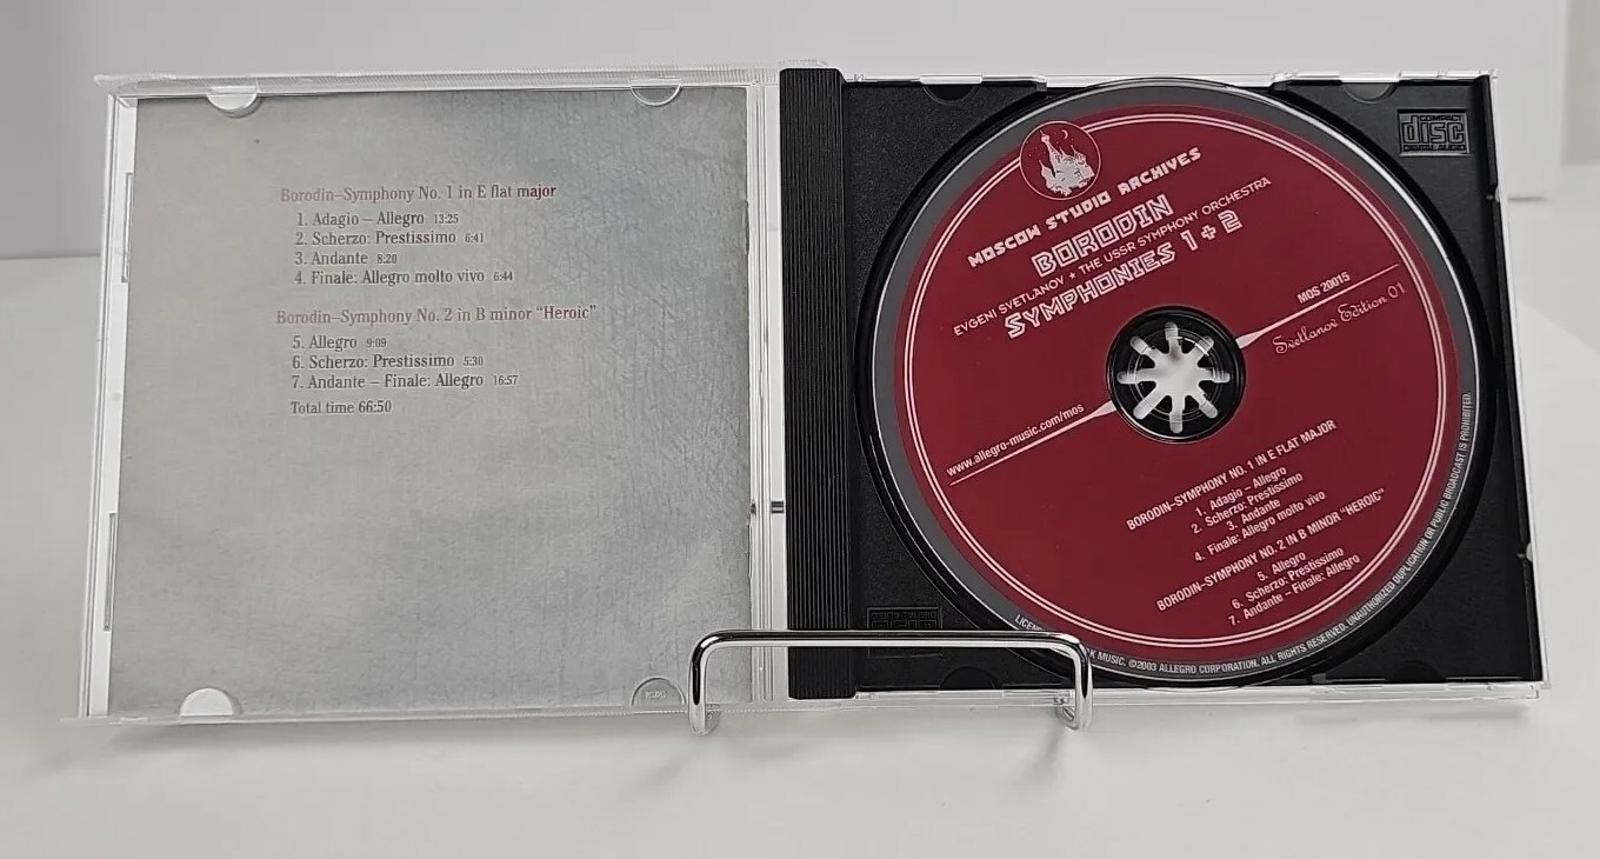 Borodin–Symphony No. 1 in E flat major
1. Adagio – Allegro 13:25
2. Scherzo: Prestissimo 6:41
3. Andante 8:20
4. Finale: Allegro molto vivo 6:44
Borodin–Symphony No. 2 in B minor “Heroic”
5. Allegro 9:09
6. Scherzo: Prestissimo 5:30
7. Andante – Finale: Allegro 16:57
Total time 66:50
COMPACT
disc
DIGITAL AUDIO
MOSCOW STUDIO ARCHIVES
BORODIN
EVGENI SVETLANOV ★ THE USSR SYMPHONY ORCHESTRA
SYMPHONIES 1 + 2
MOS 20015
Svetlanov Edition 01
www.allegro-music.com/mos
BORODIN–SYMPHONY NO. 1 IN E FLAT MAJOR
1. Adagio – Allegro
2. Scherzo: Prestissimo
3. Andante
4. Finale: Allegro molto vivo
BORODIN–SYMPHONY NO. 2 IN B MINOR “HEROIC”
5. Allegro
6. Scherzo: Prestissimo
7. Andante – Finale: Allegro
MUSIC. ©2003 ALLEGRO CORPORATION. ALL RIGHTS RESERVED. UNAUTHORIZED DUPLICATION OR PUBLIC BROADCAST IS PROHIBITED.